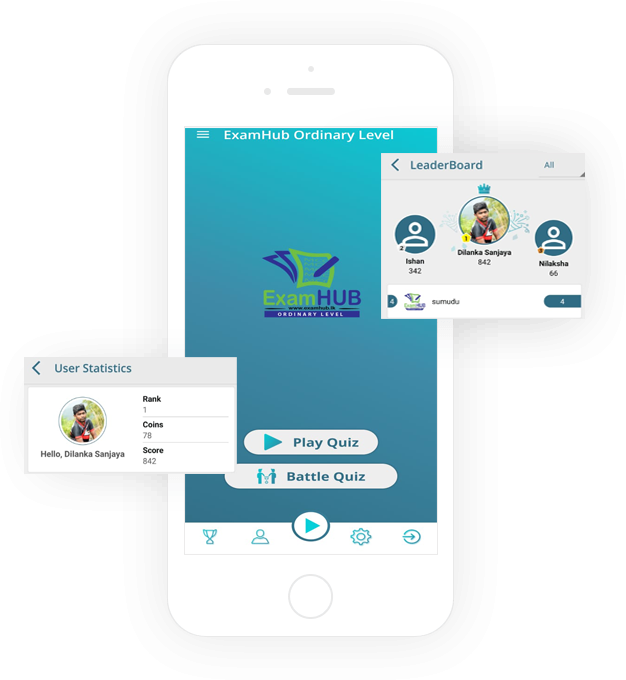 ExamHub Ordinary Level
LeaderBoard
All
1
2
3
Dilanka Sanjaya
842
Ishan
342
Nilaksha
66
4
ExamHUB
sumudu
4
ExamHUB
www.examhub.lk
ORDINARY LEVEL
User Statistics
Hello, Dilanka Sanjaya
Rank
1
Coins
78
Score
842
Play Quiz
Battle Quiz